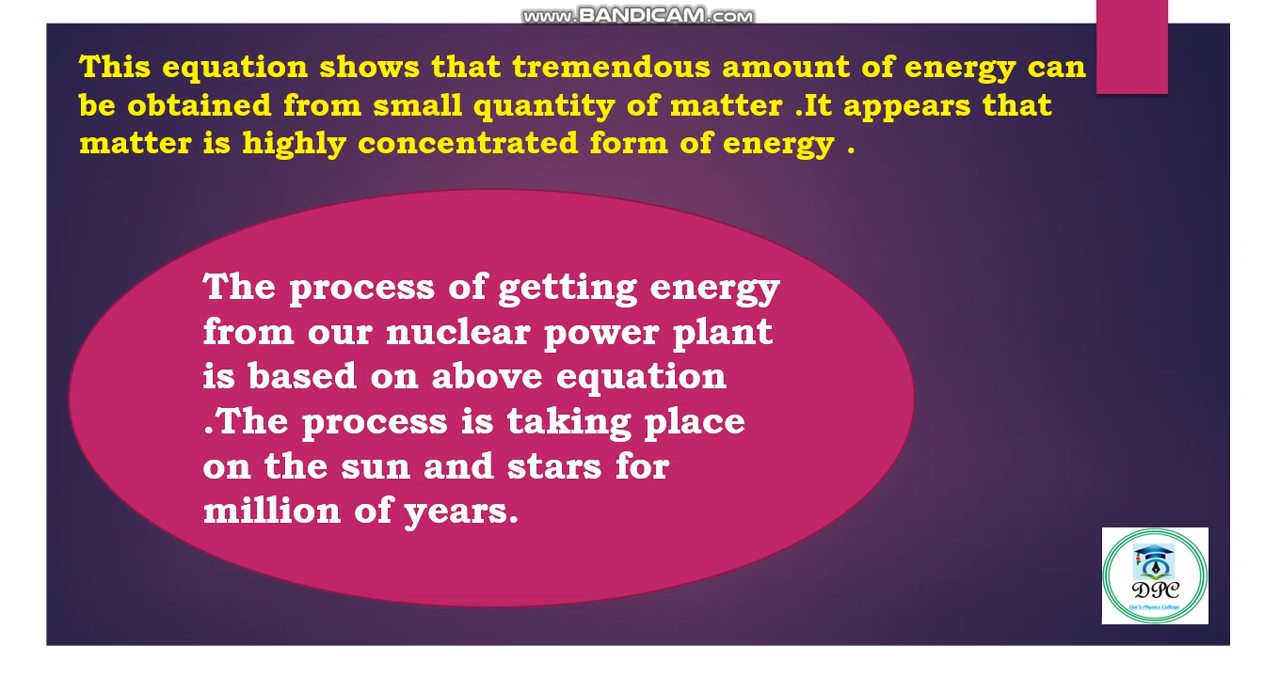 www.BANDICAM.com
This equation shows that tremendous amount of energy can
be obtained from small quantity of matter .It appears that
matter is highly concentrated form of energy .
The process of getting energy
from our nuclear power plant
is based on above equation
.The process is taking place
on the sun and stars for
million of years.
DPC
Dar's Physics College